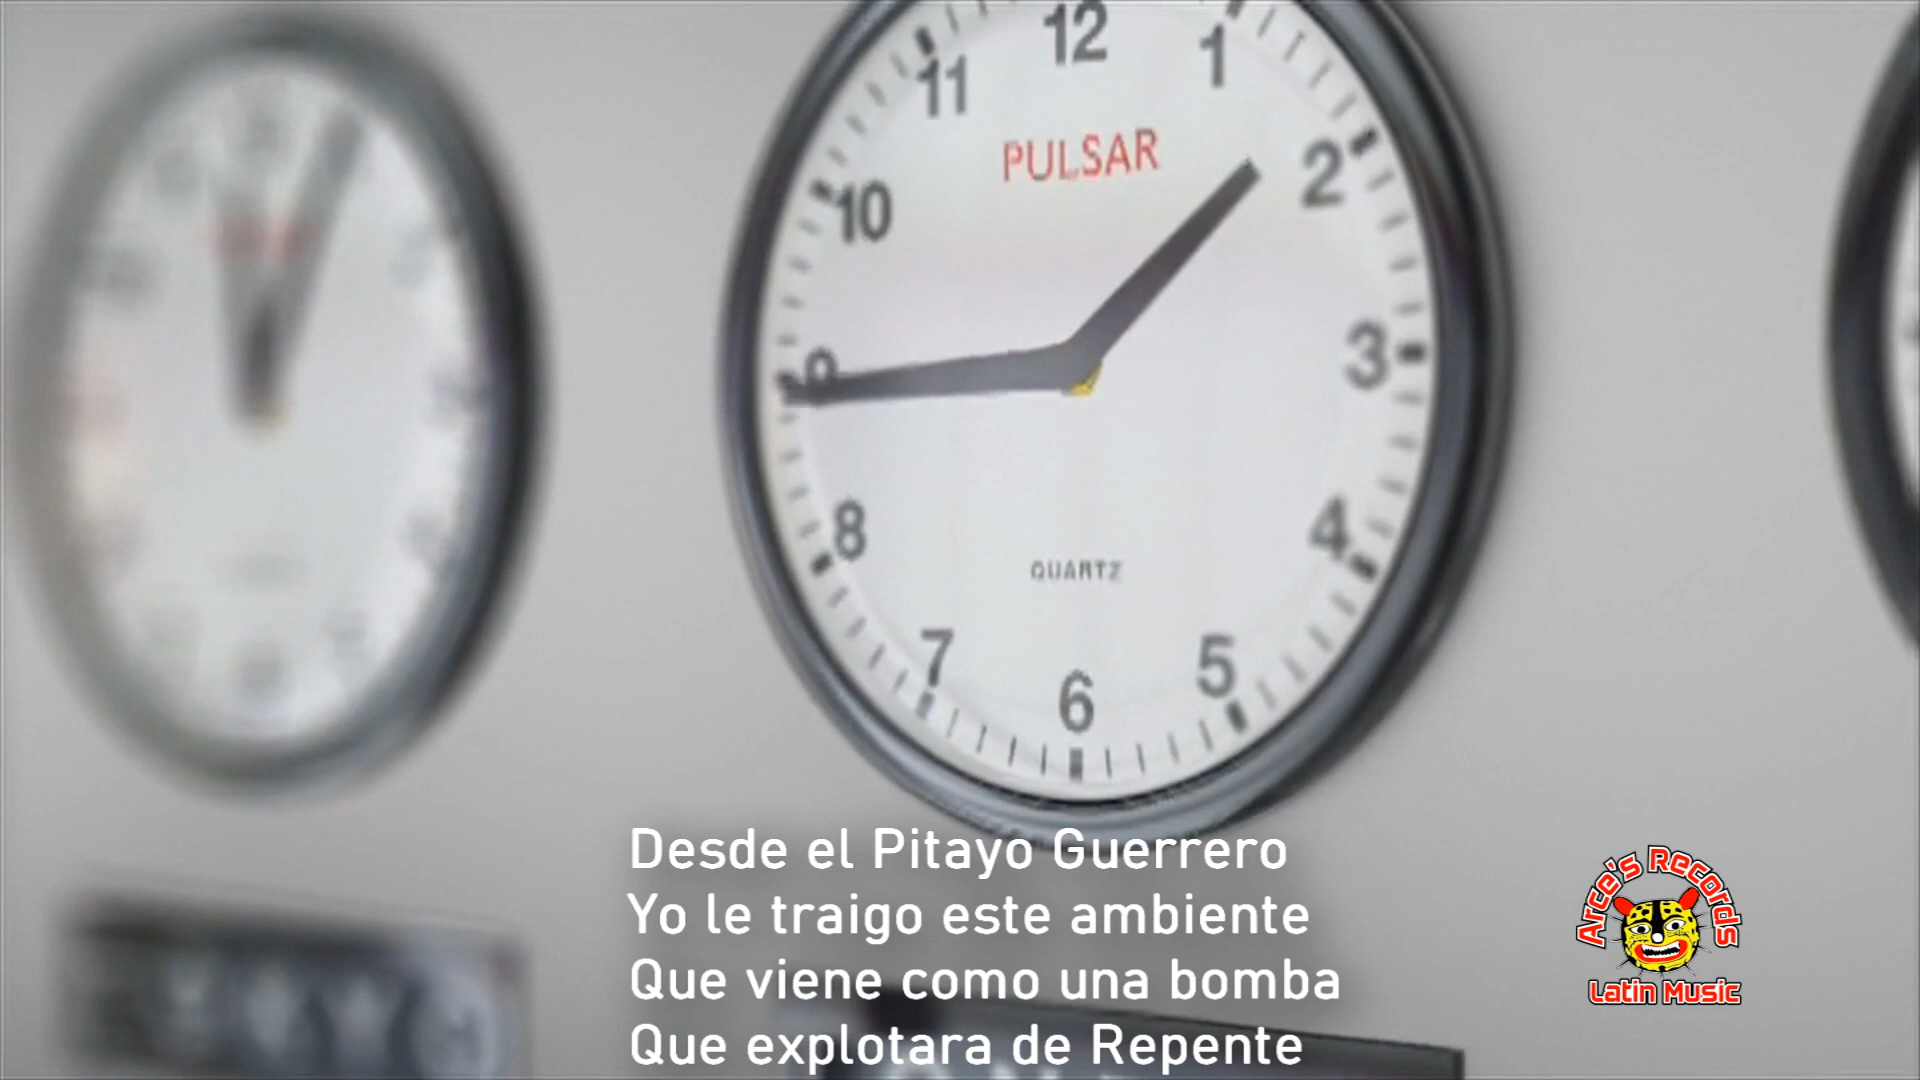 12
11
1
PULSAR
2
10
3
9
8
4
QUARTZ
7
5
6
Desde el Pitayo Guerrero
Yo le traigo este ambiente
Que viene como una bomba
Que explotara de Repente
Arce's Records
Latin Music